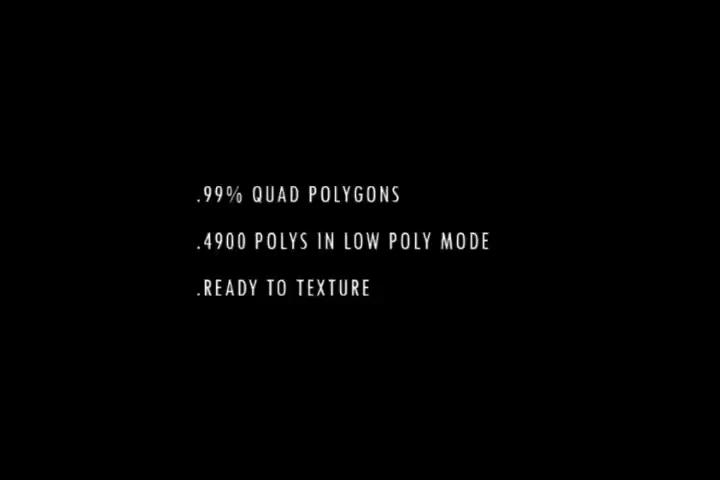 .99% QUAD POLYGONS
.4900 POLYS IN LOW POLY MODE
.READY TO TEXTURE